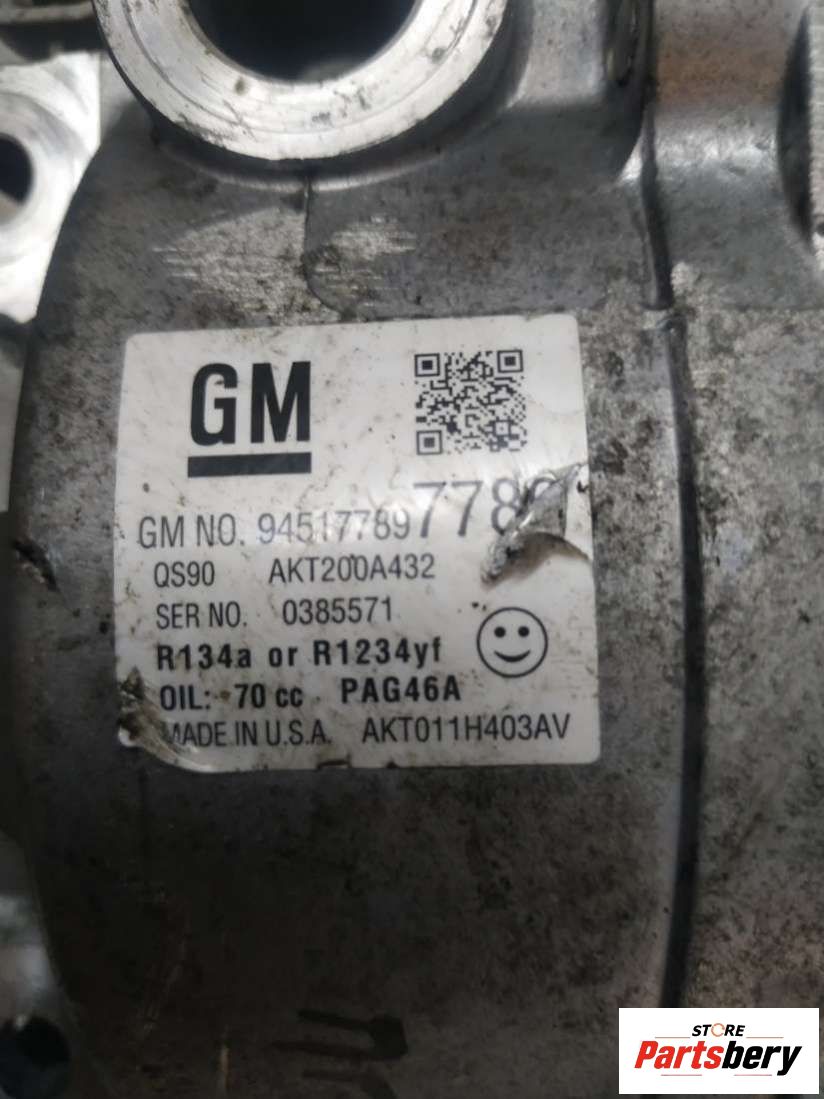 GM
GM NO. 94517789 7789
QS90 AKT200A432
SER NO. 0385571
R134a or R1234yf
OIL: 70 cc PAG46A
MADE IN U.S.A. AKT011H403AV
STORE
Partsbery